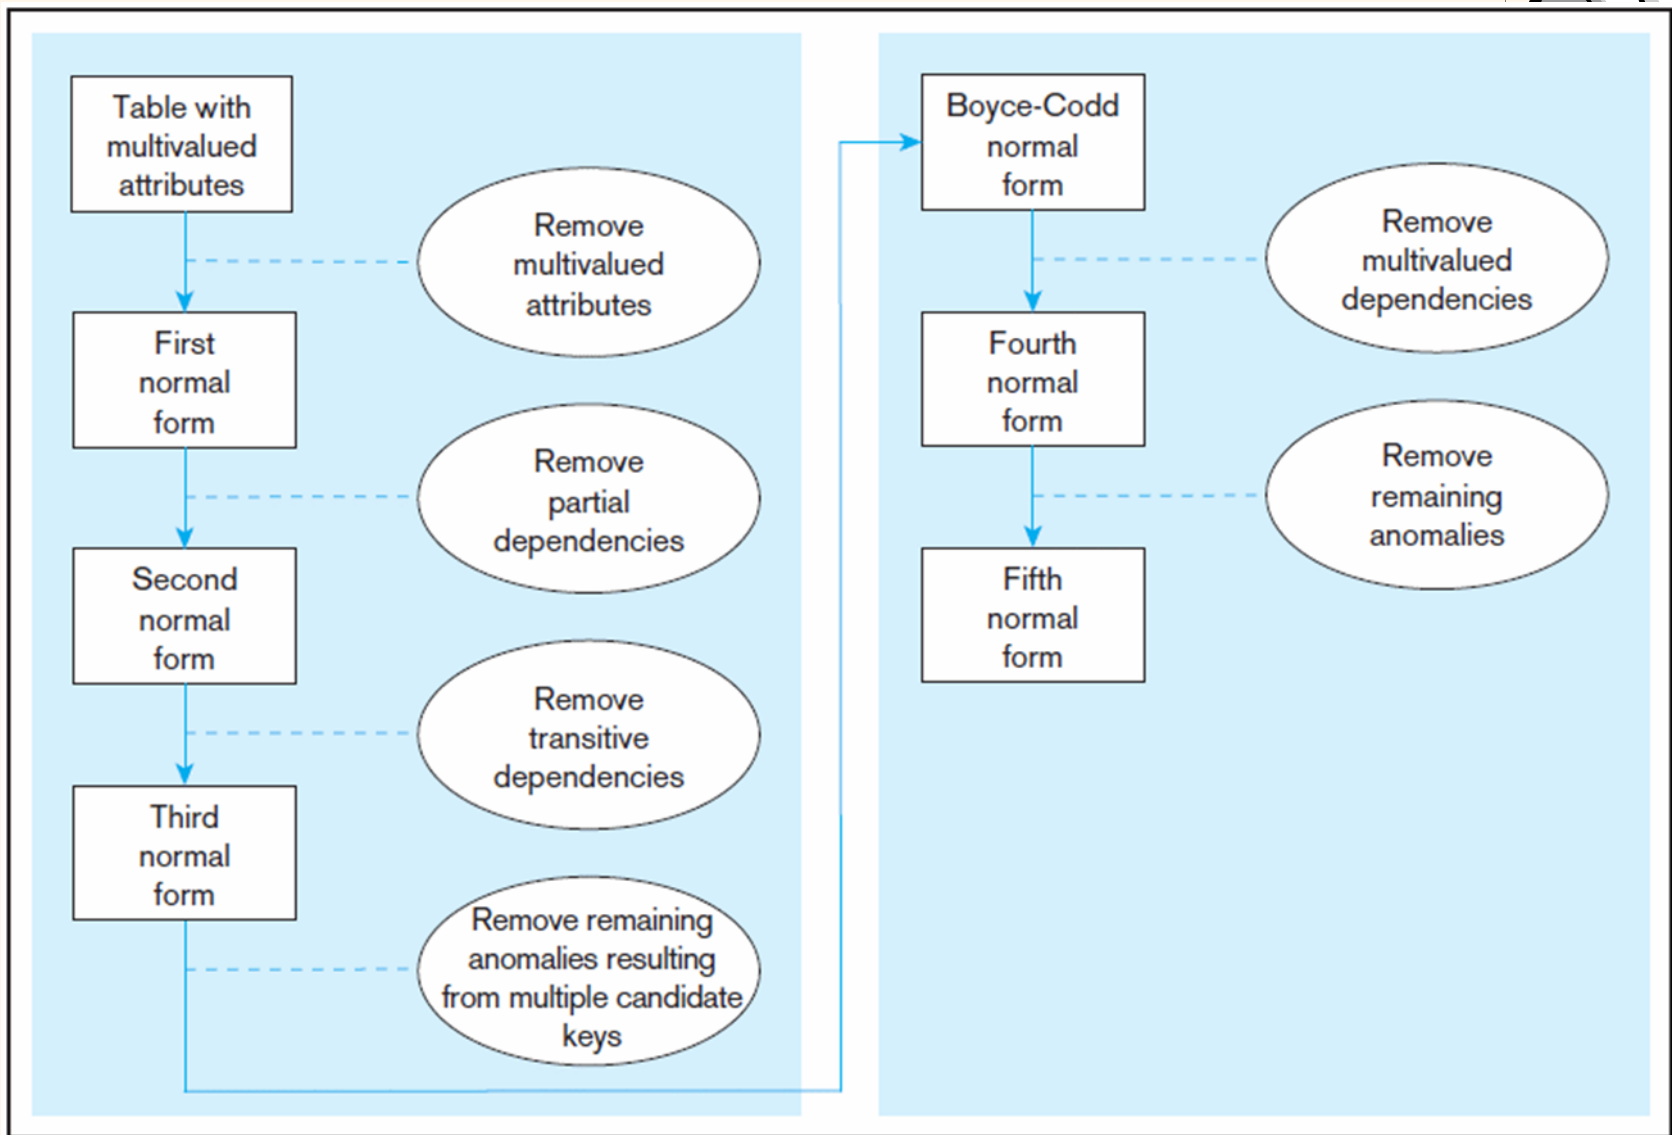 Table with
multivalued
attributes
Remove
multivalued
attributes
First
normal
form
Remove
partial
dependencies
Second
normal
form
Remove
transitive
dependencies
Third
normal
form
Remove remaining
anomalies resulting
from multiple candidate
keys
Boyce-Codd
normal
form
Remove
multivalued
dependencies
Fourth
normal
form
Remove
remaining
anomalies
Fifth
normal
form